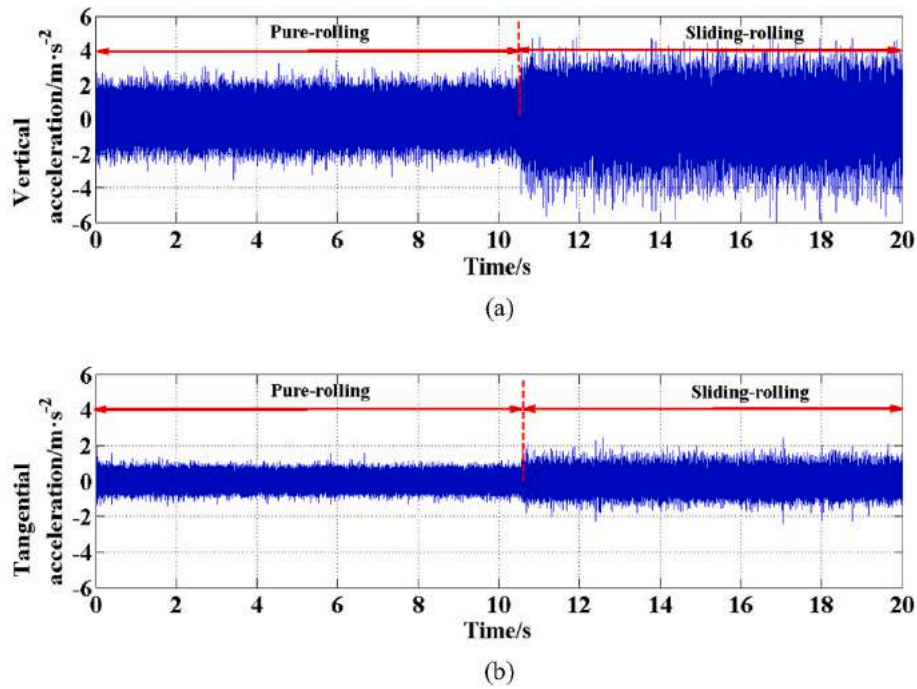 6
Pure-rolling
Sliding-rolling
4
2
0
-2
-4
-6
Vertical
acceleration/m·s-2
0 2 4 6 8 10 12 14 16 18 20
Time/s
(a)
6
Pure-rolling
Sliding-rolling
4
2
0
-2
-4
-6
Tangential
acceleration/m·s-2
0 2 4 6 8 10 12 14 16 18 20
Time/s
(b)